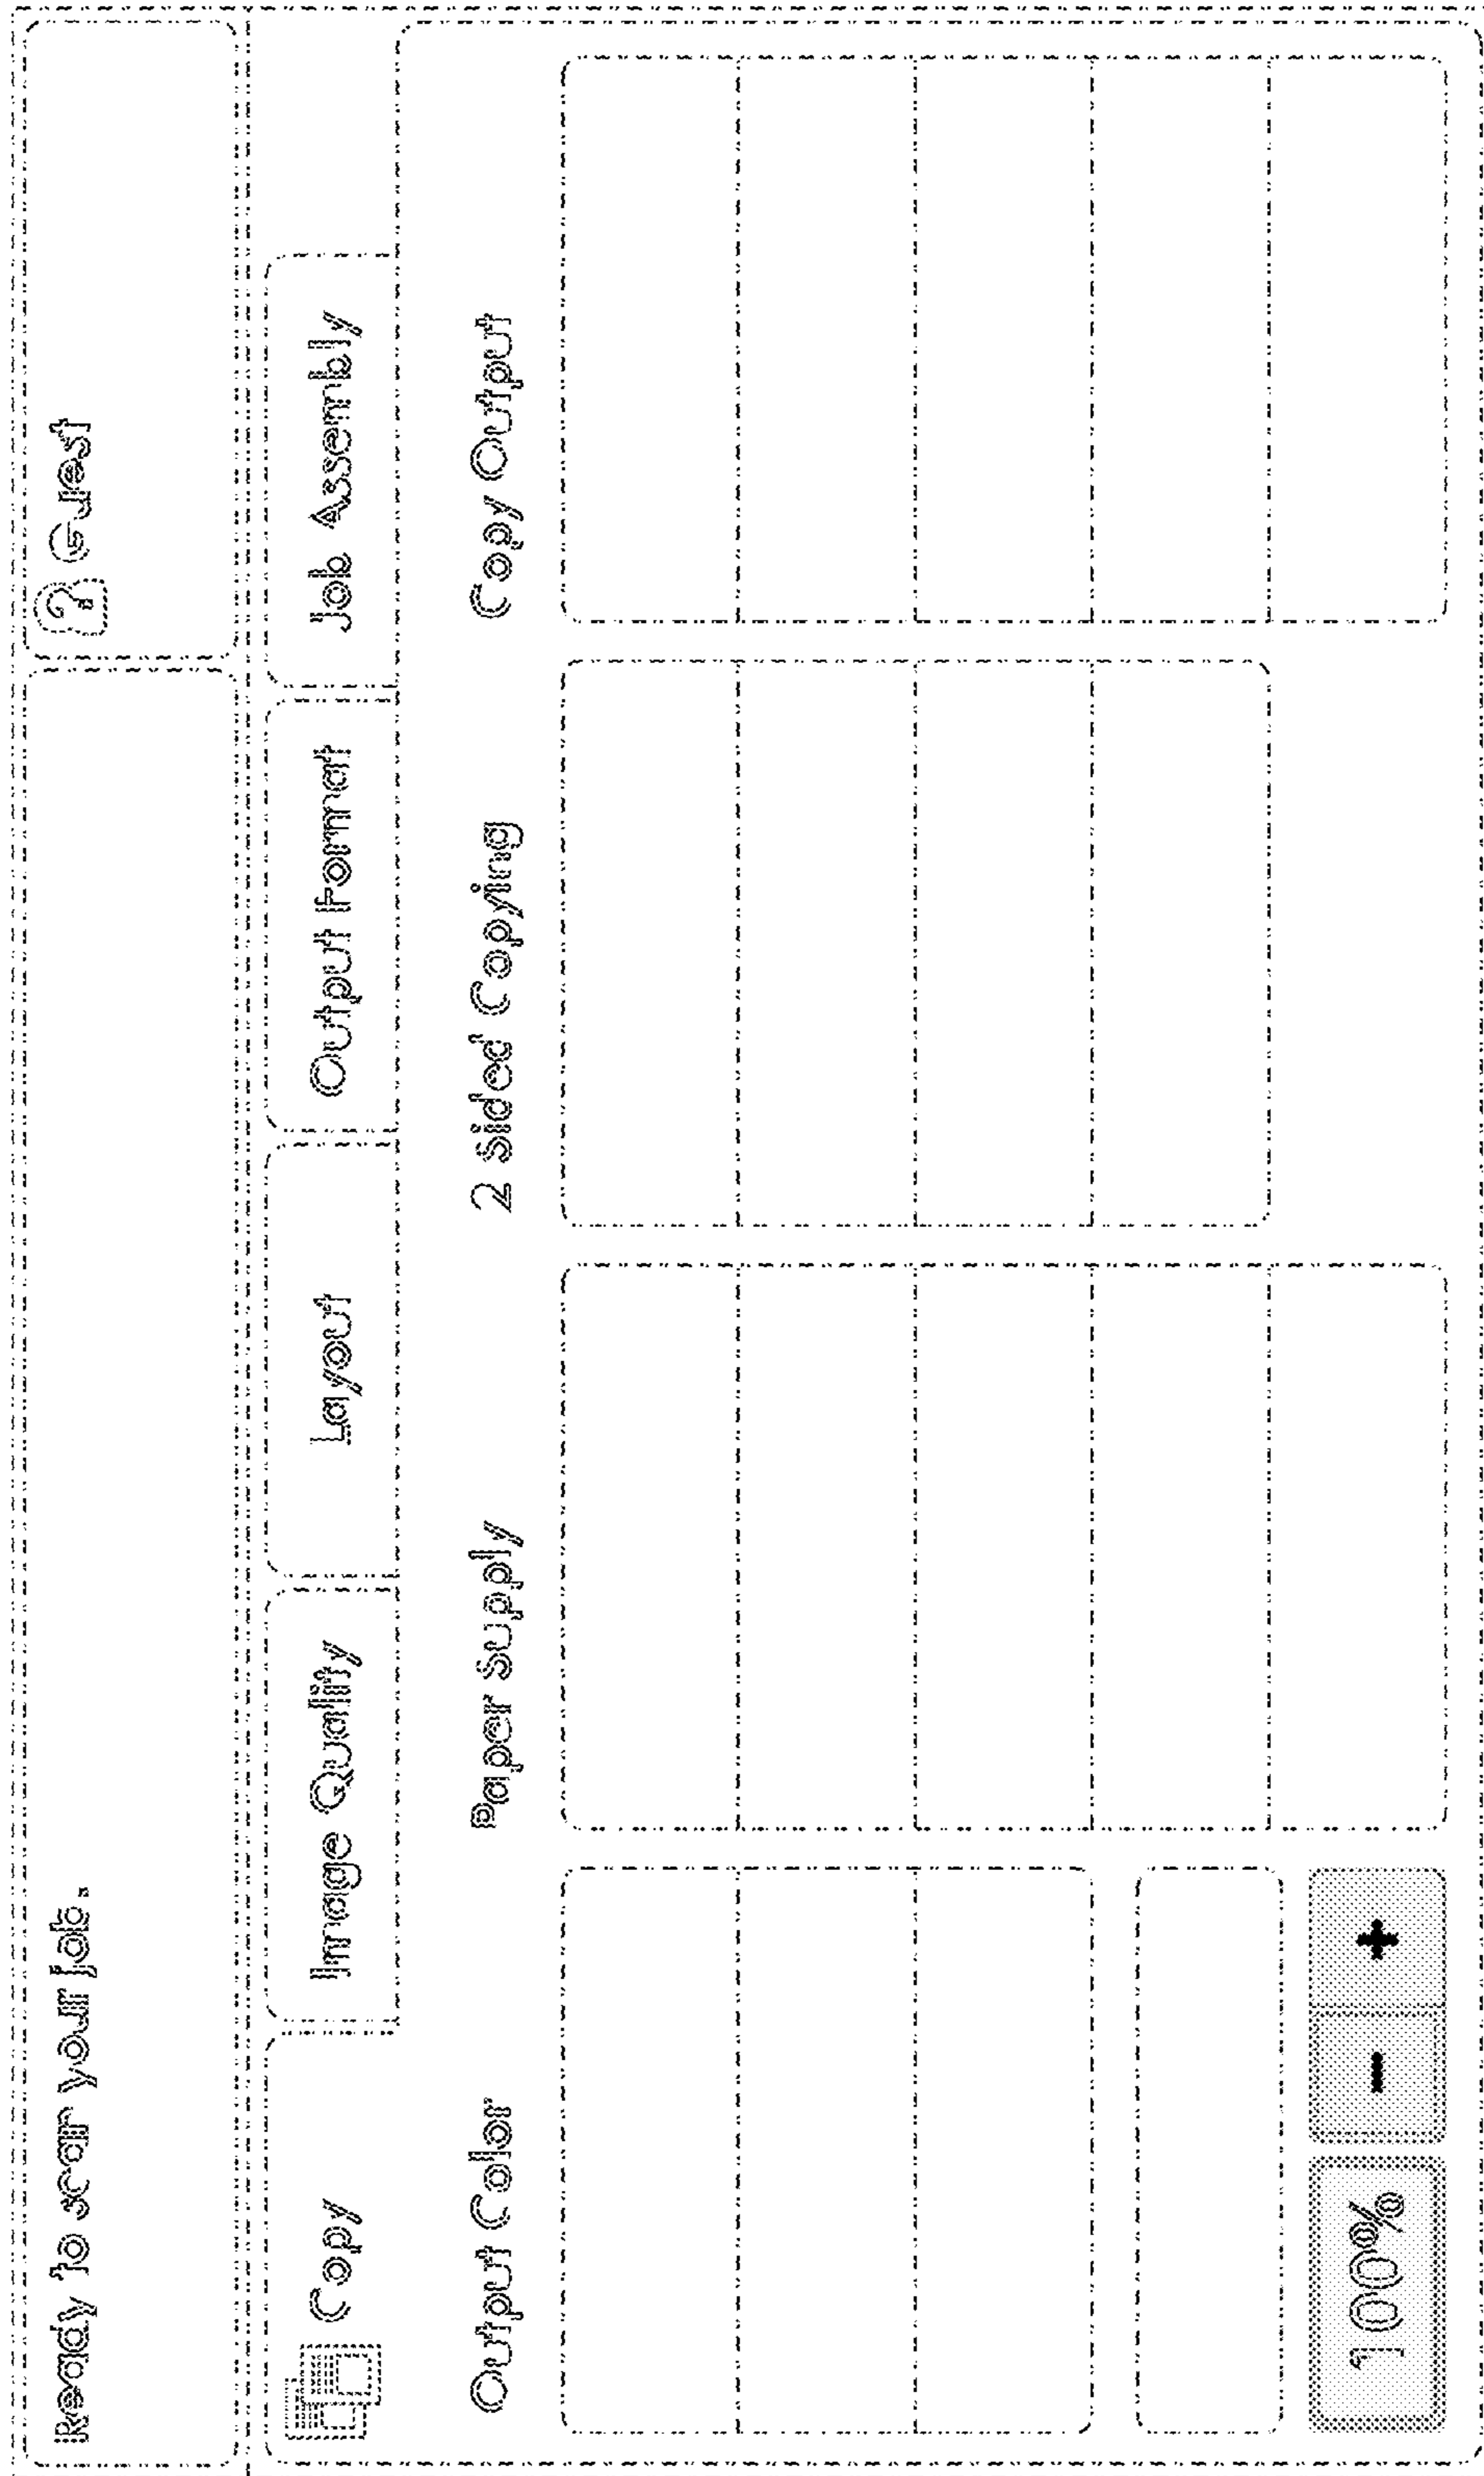 Ready to scan your job.
Guest
Copy
Image Quality
Layout
Output Format
Job Assembly
Output Color
Paper Supply
2 Sided Copying
Copy Output
100%
-
+